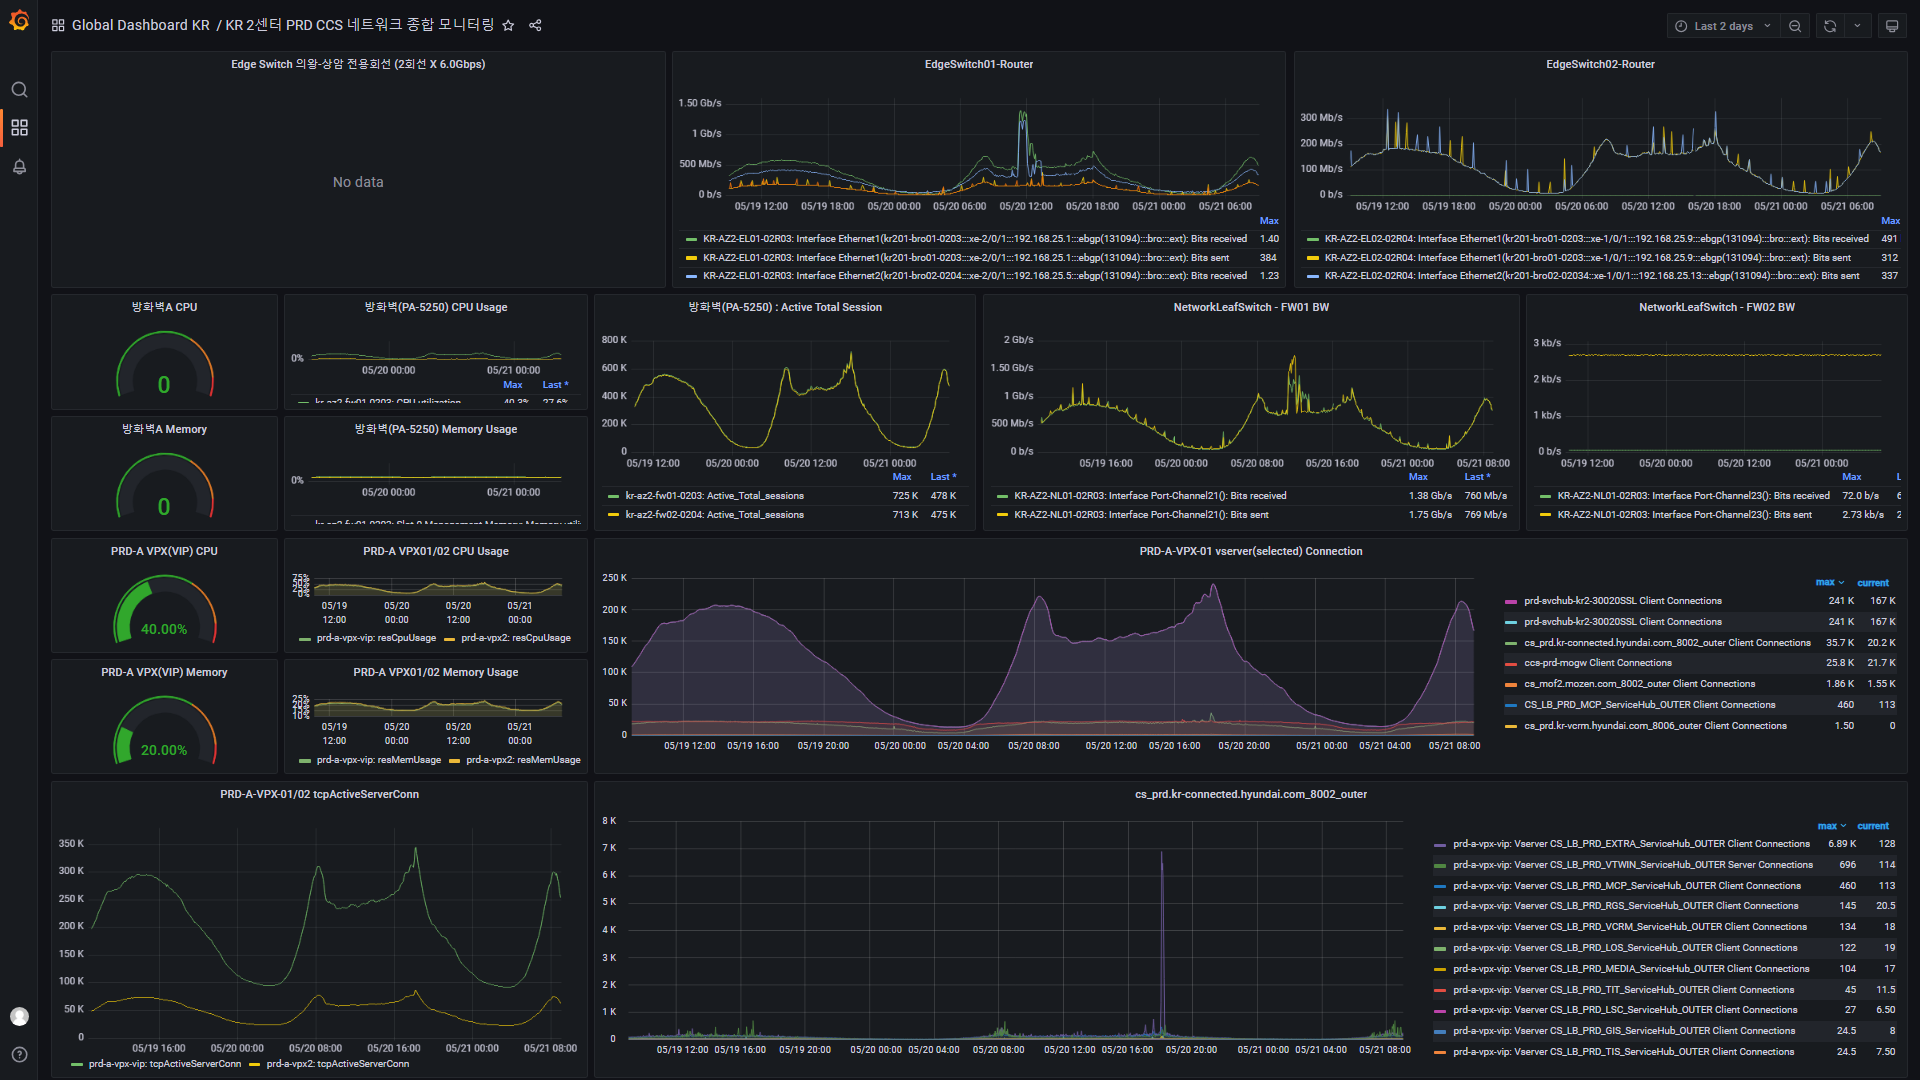 Global Dashboard KR / KR 2센터 PRD CCS 네트워크 종합 모니터링
Last 2 days
Edge Switch 의왕-상암 전용회선 (2회선 X 6.0Gbps)
No data
EdgeSwitch01-Router
1.50 Gb/s
1 Gb/s
500 Mb/s
0 b/s
05/19 12:00 05/19 18:00 05/20 00:00 05/20 06:00 05/20 12:00 05/20 18:00 05/21 00:00 05/21 06:00
Max
KR-AZ2-EL01-02R03: Interface Ethernet1(kr201-bro01-0203:::xe-2/0/1:::192.168.25.1:::ebgp(131094):::bro:::ext): Bits received 1.40
KR-AZ2-EL01-02R03: Interface Ethernet1(kr201-bro01-0203:::xe-2/0/1:::192.168.25.1:::ebgp(131094):::bro:::ext): Bits sent 384
KR-AZ2-EL01-02R03: Interface Ethernet2(kr201-bro02-0204:::xe-2/0/1:::192.168.25.5:::ebgp(131094):::bro:::ext): Bits received 1.23
EdgeSwitch02-Router
300 Mb/s
200 Mb/s
100 Mb/s
0 b/s
05/19 12:00 05/19 18:00 05/20 00:00 05/20 06:00 05/20 12:00 05/20 18:00 05/21 00:00 05/21 06:00
Max
KR-AZ2-EL02-02R04: Interface Ethernet1(kr201-bro01-0203:::xe-1/0/1:::192.168.25.9:::ebgp(131094):::bro:::ext): Bits received 491
KR-AZ2-EL02-02R04: Interface Ethernet1(kr201-bro01-0203:::xe-1/0/1:::192.168.25.9:::ebgp(131094):::bro:::ext): Bits sent 312
KR-AZ2-EL02-02R04: Interface Ethernet2(kr201-bro02-02034::xe-1/0/1:::192.168.25.13:::ebgp(131094):::bro:::ext): Bits sent 337
방화벽A CPU
0
방화벽(PA-5250) CPU Usage
0%
05/20 00:00 05/21 00:00
Max Last *
kr-az2-fw01-0203: CPU utilization 40.3% 27.6%
방화벽A Memory
0
방화벽(PA-5250) Memory Usage
0%
05/20 00:00 05/21 00:00
방화벽(PA-5250) : Active Total Session
800 K
600 K
400 K
200 K
0
05/19 12:00 05/20 00:00 05/20 12:00 05/21 00:00
Max Last *
kr-az2-fw01-0203: Active_Total_sessions 725 K 478 K
kr-az2-fw02-0204: Active_Total_sessions 713 K 475 K
NetworkLeafSwitch - FW01 BW
2 Gb/s
1.50 Gb/s
1 Gb/s
500 Mb/s
0 b/s
05/19 16:00 05/20 00:00 05/20 08:00 05/20 16:00 05/21 00:00 05/21 08:00
Max Last *
KR-AZ2-NL01-02R03: Interface Port-Channel21(): Bits received 1.38 Gb/s 760 Mb/s
KR-AZ2-NL01-02R03: Interface Port-Channel21(): Bits sent 1.75 Gb/s 769 Mb/s
NetworkLeafSwitch - FW02 BW
3 kb/s
2 kb/s
1 kb/s
0 b/s
05/19 12:00 05/20 00:00 05/20 12:00 05/21 00:00
Max L
KR-AZ2-NL01-02R03: Interface Port-Channel23(): Bits received 72.0 b/s 6
KR-AZ2-NL01-02R03: Interface Port-Channel23(): Bits sent 2.73 kb/s 2
PRD-A VPX(VIP) CPU
40.00%
PRD-A VPX01/02 CPU Usage
75%
50%
25%
0%
05/19 05/20 05/20 05/21
12:00 00:00 12:00 00:00
prd-a-vpx-vip: resCpuUsage prd-a-vpx2: resCpuUsage
PRD-A VPX(VIP) Memory
20.00%
PRD-A VPX01/02 Memory Usage
25%
20%
15%
10%
05/19 05/20 05/20 05/21
12:00 00:00 12:00 00:00
prd-a-vpx-vip: resMemUsage prd-a-vpx2: resMemUsage
PRD-A-VPX-01 vserver(selected) Connection
250 K
200 K
150 K
100 K
50 K
0
05/19 12:00 05/19 16:00 05/19 20:00 05/20 00:00 05/20 04:00 05/20 08:00 05/20 12:00 05/20 16:00 05/20 20:00 05/21 00:00 05/21 04:00 05/21 08:00
max current
prd-svchub-kr2-30020SSL Client Connections 241 K 167 K
prd-svchub-kr2-30020SSL Client Connections 241 K 167 K
cs_prd.kr-connected.hyundai.com_8002_outer Client Connections 35.7 K 20.2 K
ccs-prd-mogw Client Connections 25.8 K 21.7 K
cs_mof2.mozen.com_8002_outer Client Connections 1.86 K 1.55 K
CS_LB_PRD_MCP_ServiceHub_OUTER Client Connections 460 113
cs_prd.kr-vcrm.hyundai.com_8006_outer Client Connections 1.50 0
PRD-A-VPX-01/02 tcpActiveServerConn
350 K
300 K
250 K
200 K
150 K
100 K
50 K
0
05/19 16:00 05/20 00:00 05/20 08:00 05/20 16:00 05/21 00:00 05/21 08:00
prd-a-vpx-vip: tcpActiveServerConn prd-a-vpx2: tcpActiveServerConn
cs_prd.kr-connected.hyundai.com_8002_outer
8 K
7 K
6 K
5 K
4 K
3 K
2 K
1 K
0
05/19 12:00 05/19 16:00 05/19 20:00 05/20 00:00 05/20 04:00 05/20 08:00 05/20 12:00 05/20 16:00 05/20 20:00 05/21 00:00 05/21 04:00 05/21 08:00
max current
prd-a-vpx-vip: Vserver CS_LB_PRD_EXTRA_ServiceHub_OUTER Client Connections 6.89 K 128
prd-a-vpx-vip: Vserver CS_LB_PRD_VTWIN_ServiceHub_OUTER Server Connections 696 114
prd-a-vpx-vip: Vserver CS_LB_PRD_MCP_ServiceHub_OUTER Client Connections 460 113
prd-a-vpx-vip: Vserver CS_LB_PRD_RGS_ServiceHub_OUTER Client Connections 145 20.5
prd-a-vpx-vip: Vserver CS_LB_PRD_VCRM_ServiceHub_OUTER Client Connections 134 18
prd-a-vpx-vip: Vserver CS_LB_PRD_LOS_ServiceHub_OUTER Client Connections 122 19
prd-a-vpx-vip: Vserver CS_LB_PRD_MEDIA_ServiceHub_OUTER Client Connections 104 17
prd-a-vpx-vip: Vserver CS_LB_PRD_TIT_ServiceHub_OUTER Client Connections 45 11.5
prd-a-vpx-vip: Vserver CS_LB_PRD_LSC_ServiceHub_OUTER Client Connections 27 6.50
prd-a-vpx-vip: Vserver CS_LB_PRD_GIS_ServiceHub_OUTER Client Connections 24.5 8
prd-a-vpx-vip: Vserver CS_LB_PRD_TIS_ServiceHub_OUTER Client Connections 24.5 7.50